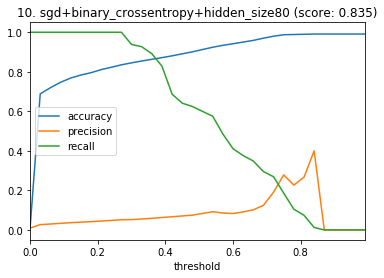 10. sgd+binary_crossentropy+hidden_size80 (score: 0.835)
1.0
0.8
0.6
0.4
0.2
0.0
accuracy
precision
recall
0.0
0.2
0.4
0.6
0.8
threshold